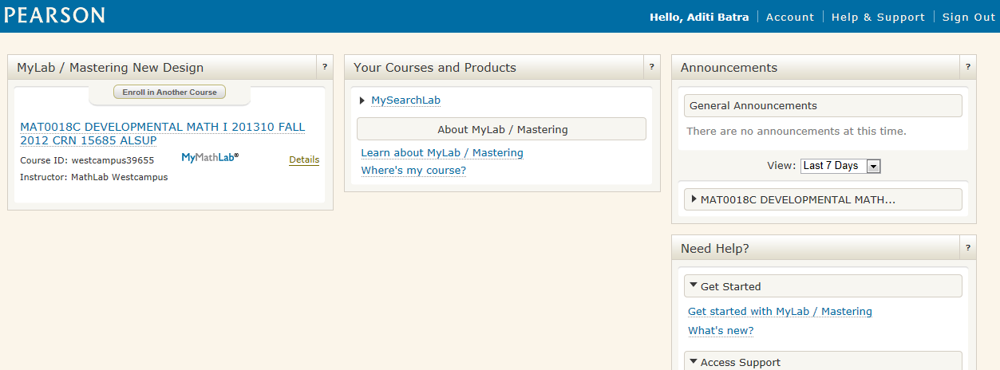 PEARSON
Hello, Aditi Batra
Account
Help & Support
Sign Out
MyLab / Mastering New Design
?
Enroll in Another Course
MAT0018C DEVELOPMENTAL MATH I 201310 FALL
2012 CRN 15685 ALSUP
Course ID: westcampus39655
MyMathLab®
Details
Instructor: MathLab Westcampus
Your Courses and Products
?
MySearchLab
About MyLab / Mastering
Learn about MyLab / Mastering
Where's my course?
Announcements
?
General Announcements
There are no announcements at this time.
View: Last 7 Days
MAT0018C DEVELOPMENTAL MATH...
Need Help?
?
Get Started
Get started with MyLab / Mastering
What's new?
Access Support